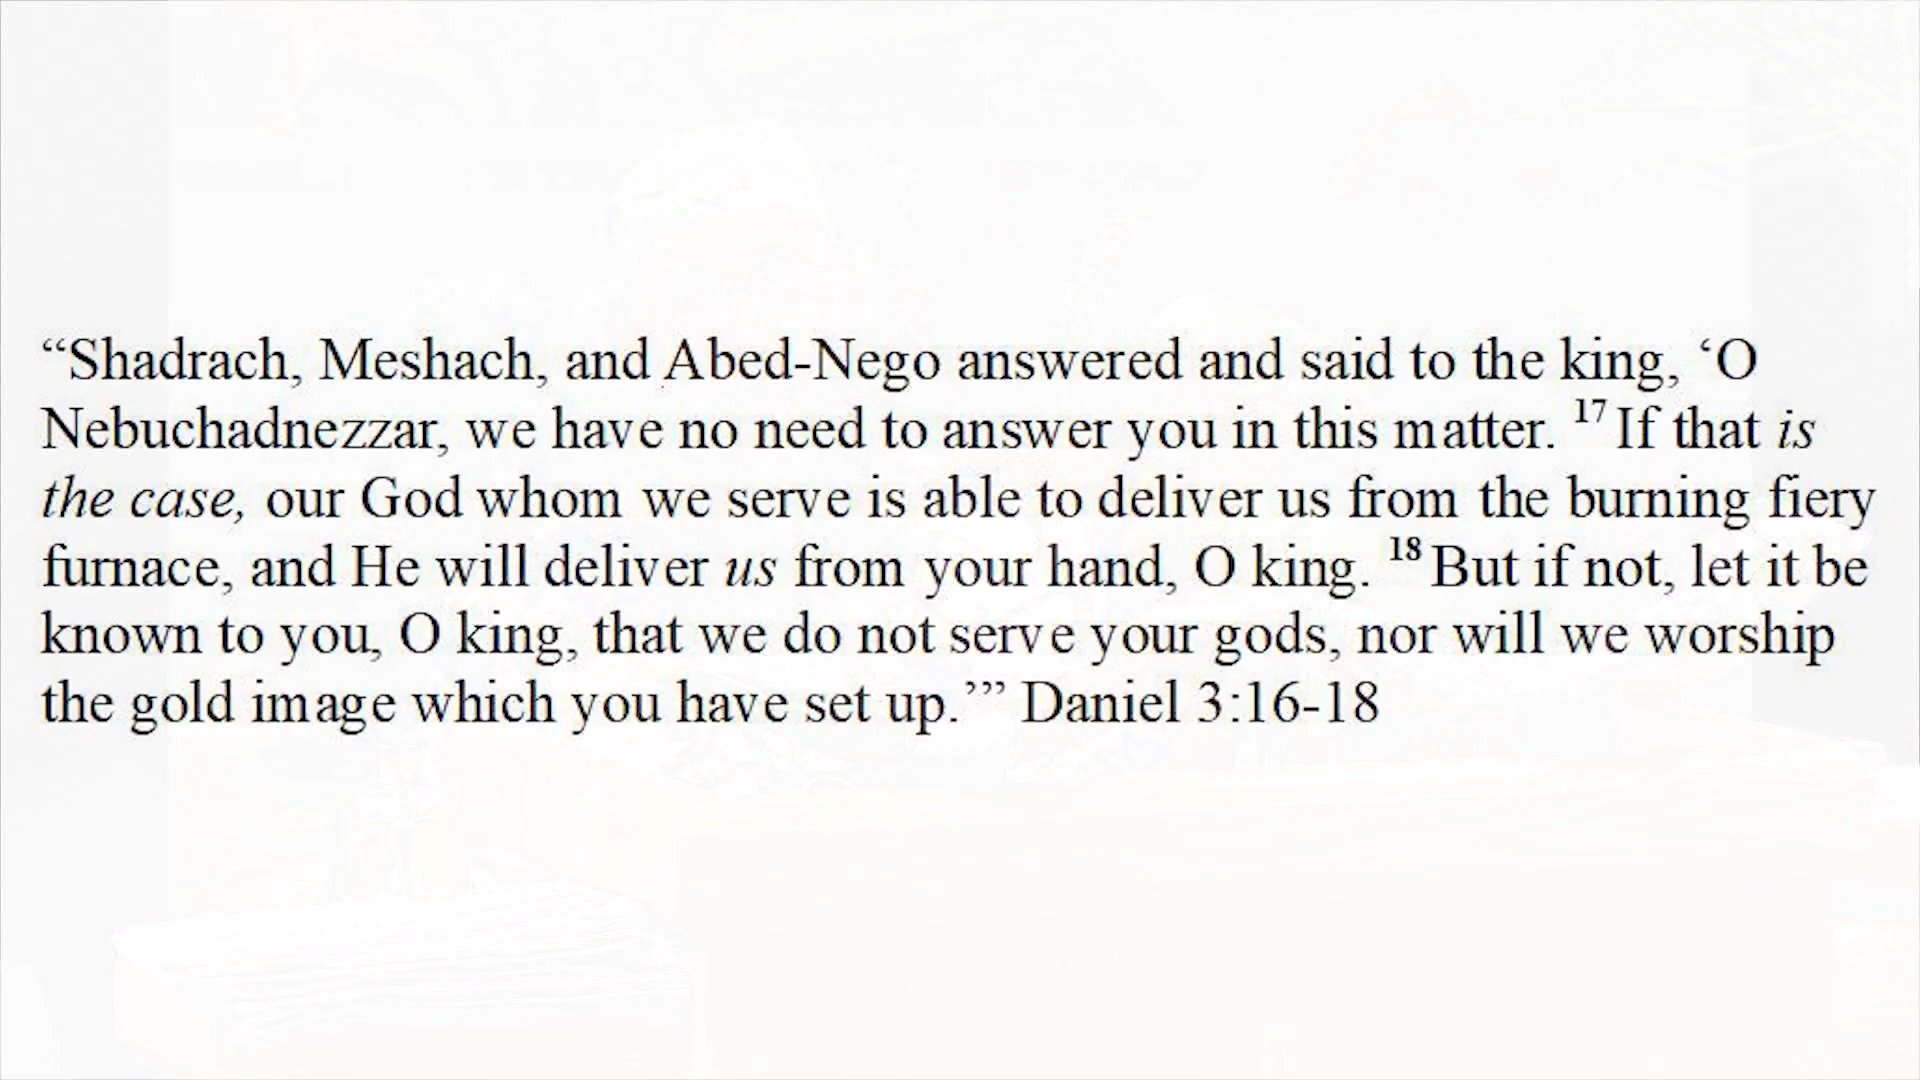 “Shadrach, Meshach, and Abed-Nego answered and said to the king, ‘O
Nebuchadnezzar, we have no need to answer you in this matter. 17 If that is
the case, our God whom we serve is able to deliver us from the burning fiery
furnace, and He will deliver us from your hand, O king. 18 But if not, let it be
known to you, O king, that we do not serve your gods, nor will we worship
the gold image which you have set up.’” Daniel 3:16-18